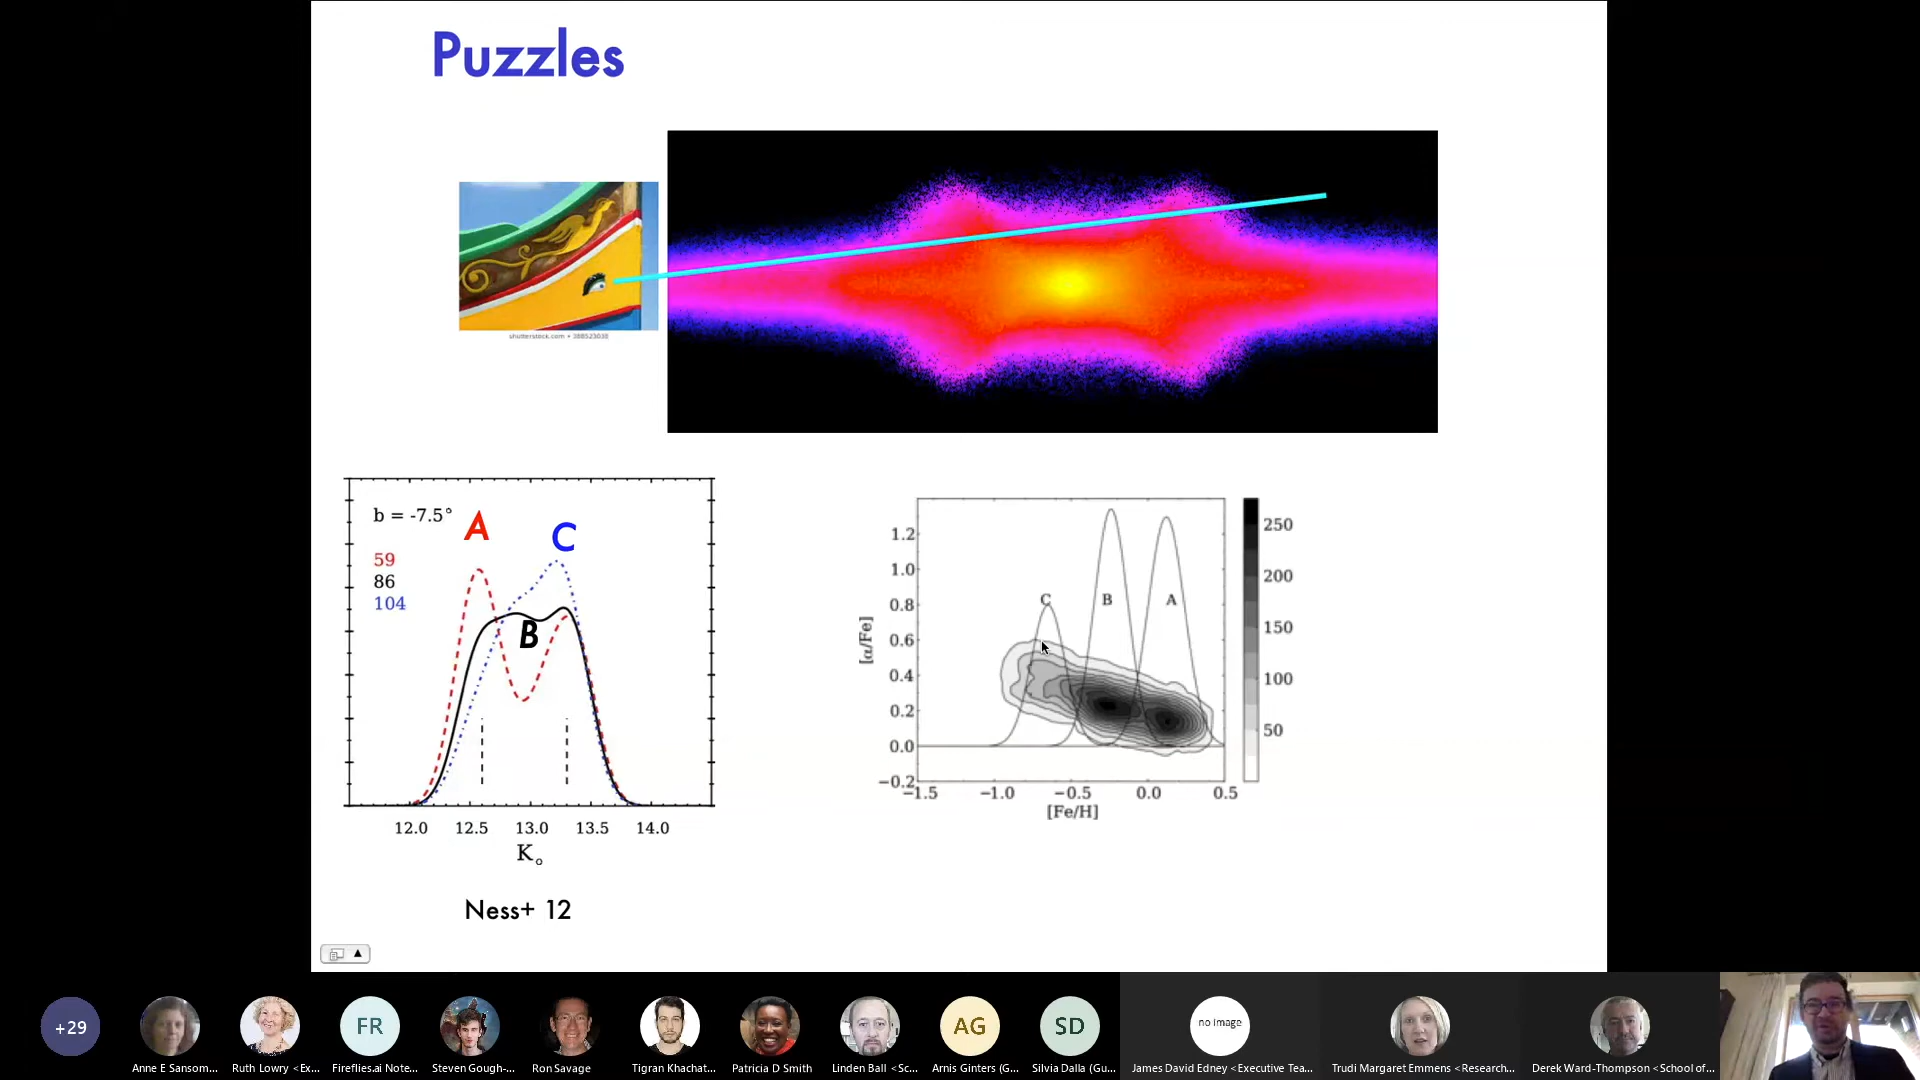 Puzzles
shutterstock.com • 388523038
b = -7.5°
A
C
59
86
104
B
12.0 12.5 13.0 13.5 14.0
K₀
Ness+ 12
1.2
1.0
0.8
0.6
0.4
0.2
0.0
−0.2
[α/Fe]
C B A
−1.5 −1.0 −0.5 0.0 0.5
[Fe/H]
250
200
150
100
50
+29
FR
AG
SD
no image
Anne E Sansom...
Ruth Lowry <Ex...
Fireflies.ai Note...
Steven Gough-...
Ron Savage
Tigran Khachat...
Patricia D Smith
Linden Ball <Sc...
Arnis Ginters (G...
Silvia Dalla (Gu...
James David Edney <Executive Tea...
Trudi Margaret Emmens <Research...
Derek Ward-Thompson <School of...